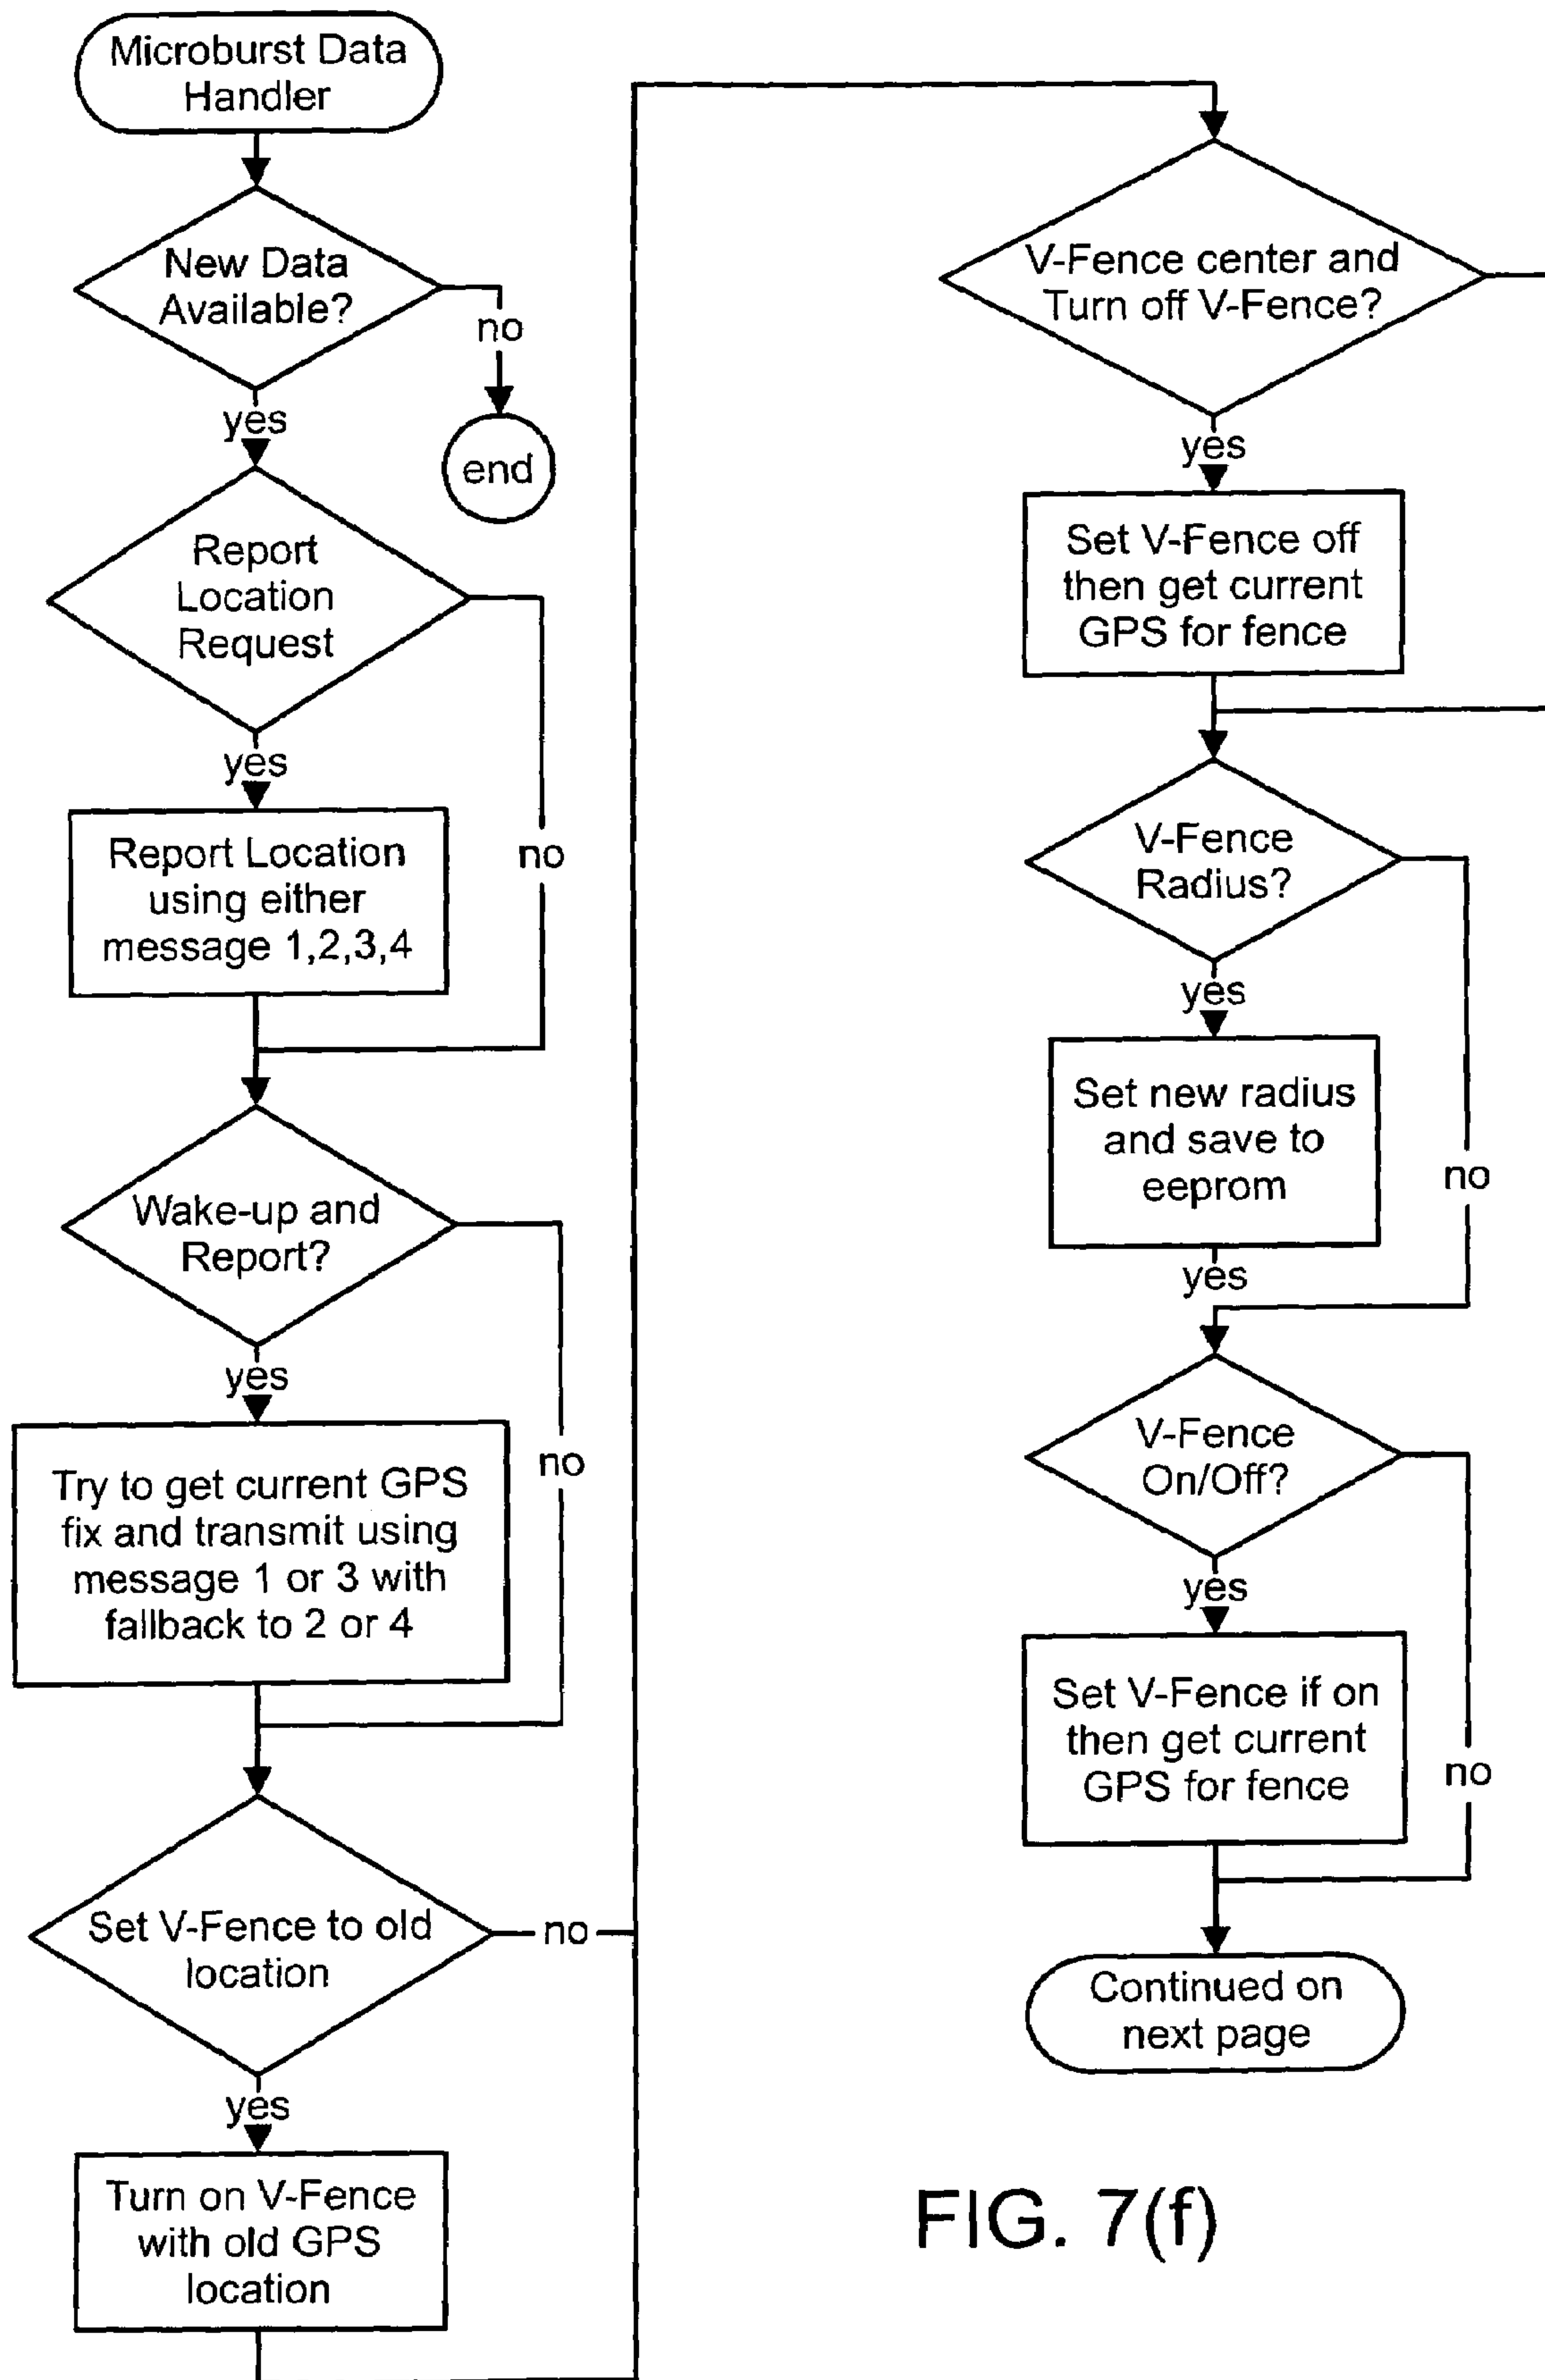 Microburst Data
Handler
New Data
Available?
no
end
yes
Report
Location
Request
yes
no
Report Location
using either
message 1,2,3,4
Wake-up and
Report?
yes
no
Try to get current GPS
fix and transmit using
message 1 or 3 with
fallback to 2 or 4
Set V-Fence to old
location
no
yes
Turn on V-Fence
with old GPS
location
V-Fence center and
Turn off V-Fence?
yes
Set V-Fence off
then get current
GPS for fence
V-Fence
Radius?
yes
Set new radius
and save to
eeprom
no
yes
V-Fence
On/Off?
yes
Set V-Fence if on
then get current
GPS for fence
no
Continued on
next page
FIG. 7(f)